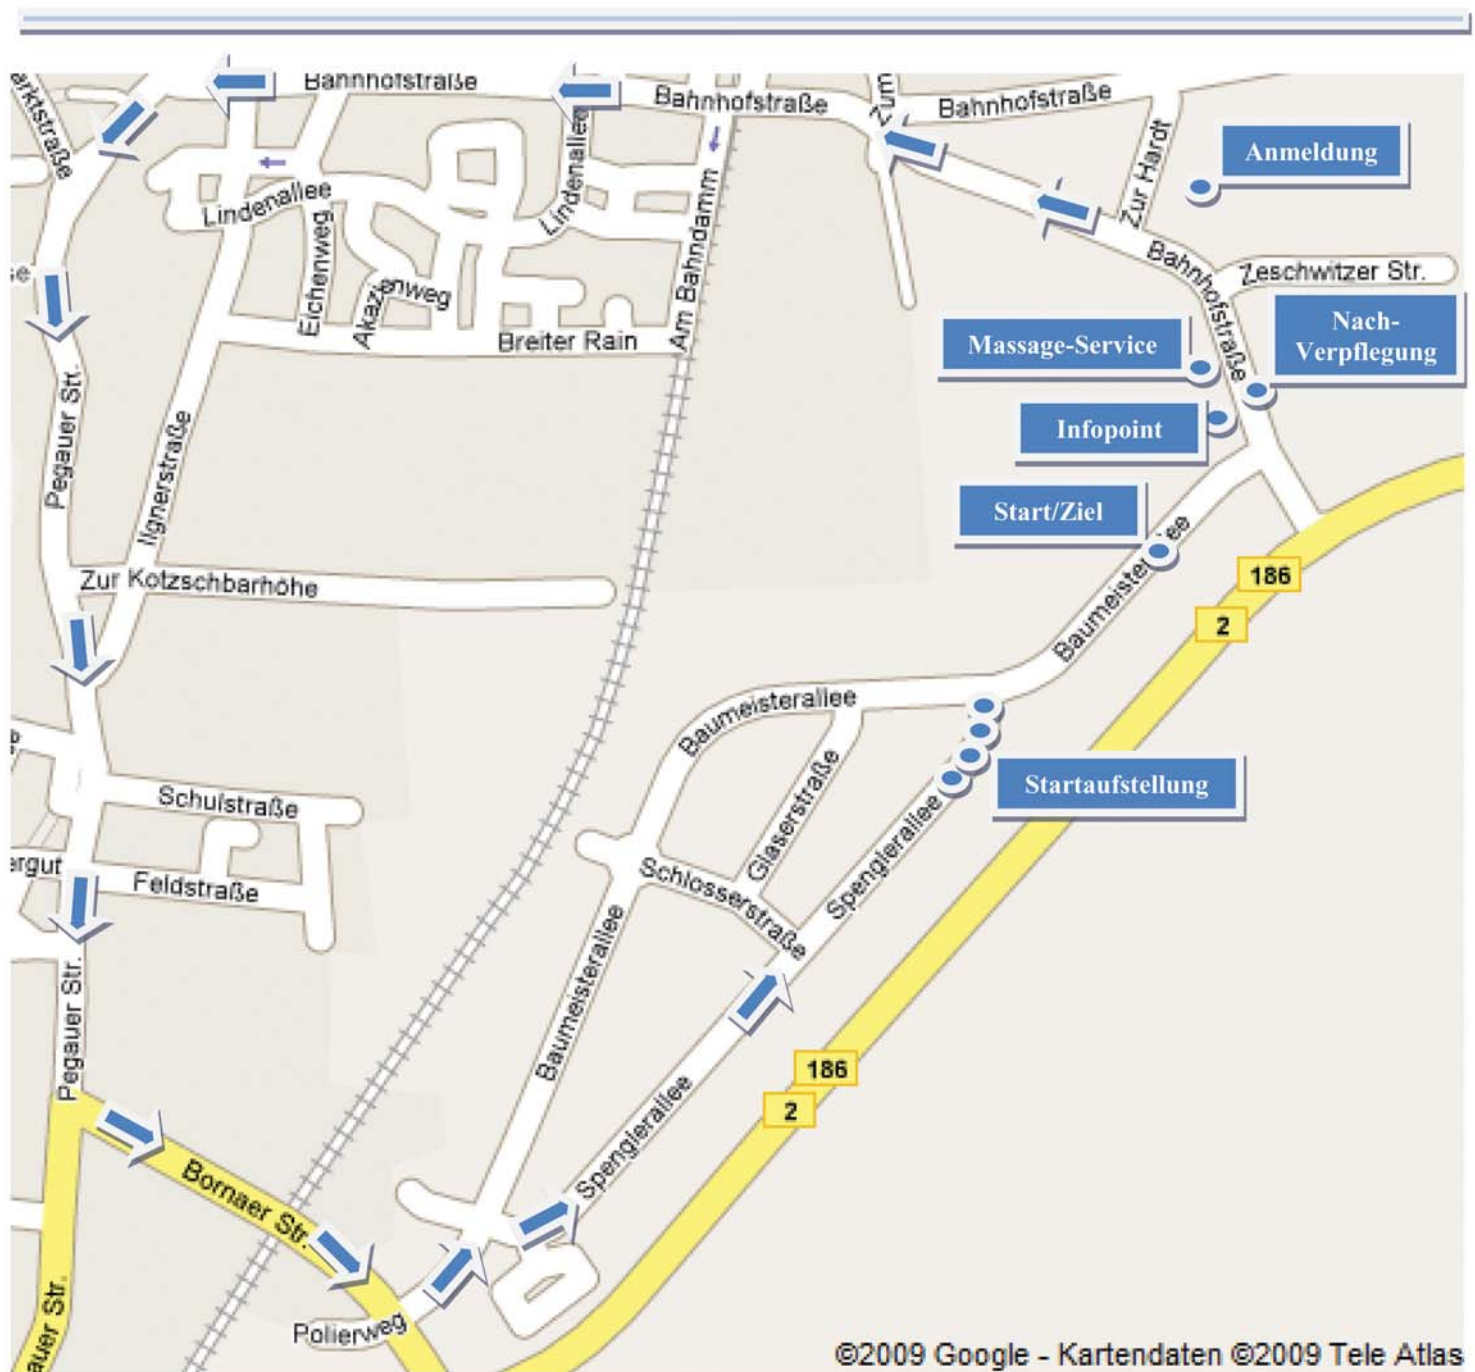 Bahnhofstraße
Bahnhofstraße
Bahnhofstraße
Zum
Anmeldung
Zur Hardt
Lindenallee
Lindenallee
Eichenweg
Akazienweg
Am Bahndamm
Breiter Rain
Bahnhofstraße
Zeschwitzer Str.
Massage-Service
Nach-
Verpflegung
Infopoint
Start/Ziel
Pegauer Str.
Ilgnerstraße
Zur Kotzschbarhöhe
Baumeisterallee
186
2
Baumeisterallee
Startaufstellung
Schulstraße
Glaserstraße
Spenglerallee
Feldstraße
Schlosserstraße
Baumeisterallee
Pegauer Str.
186
2
Spenglerallee
Bornaer Str.
Polierweg
auer Str.
©2009 Google - Kartendaten ©2009 Tele Atlas